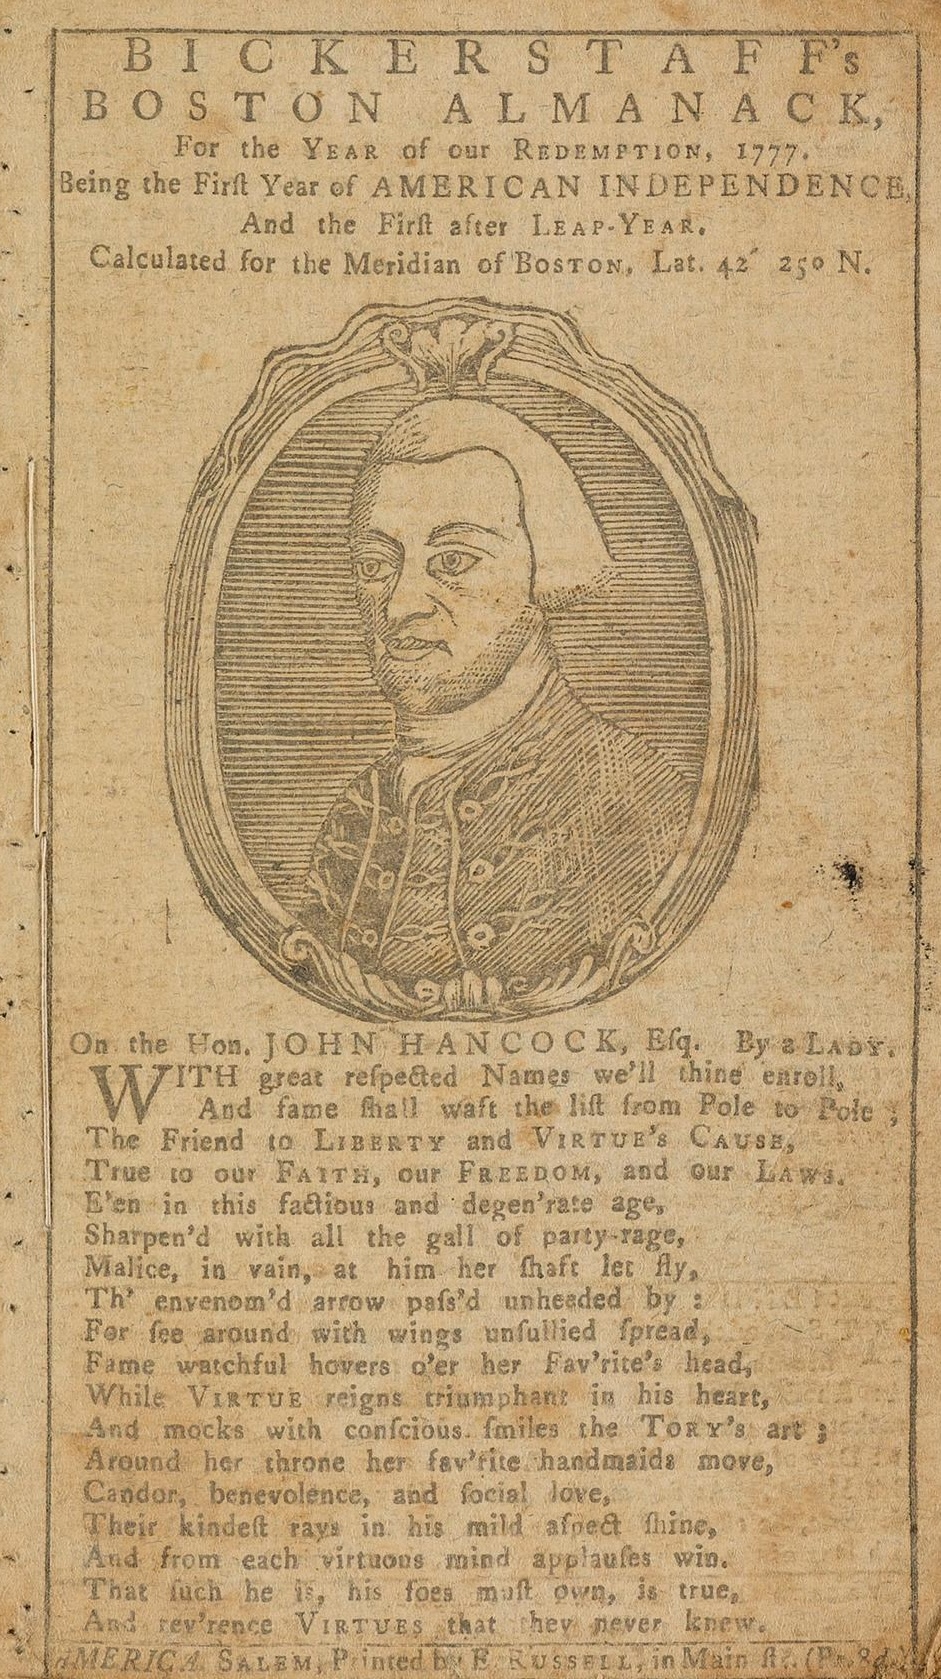 BICKERSTAFF's
BOSTON ALMANACK,
For the YEAR of our REDEMPTION, 1777.
Being the Firſt Year of AMERICAN INDEPENDENCE,
And the Firſt after LEAP-YEAR.
Calculated for the Meridian of BOSTON, Lat. 42´ 25o N.
On the Hon. JOHN HANCOCK, Eſq. By a LADY.
WITH great reſpected Names we'll thine enroll,
And fame ſhall waft the liſt from Pole to Pole ;
The Friend to LIBERTY and VIRTUE's CAUSE,
True to our FAITH, our FREEDOM, and our LAWS.
E'en in this factious and degen'rate age,
Sharpen'd with all the gall of party-rage,
Malice, in vain, at him her ſhaft let fly,
Th' envenom'd arrow paſs'd unheeded by :
For ſee around with wings unſullied ſpread,
Fame watchful hovers o'er her Fav'rite's head,
While VIRTUE reigns triumphant in his heart,
And mocks with conſcious ſmiles the TORY's art ;
Around her throne her fav'rite handmaids move,
Candor, benevolence, and ſocial love,
Their kindeſt rays in his mild aſpect ſhine,
And from each virtuous mind applauſes win.
That ſuch he is, his foes muſt own, is true,
And rev'rence VIRTUES that they never knew.
AMERICA. SALEM, Printed by E. RUSSELL, in Main ſt.